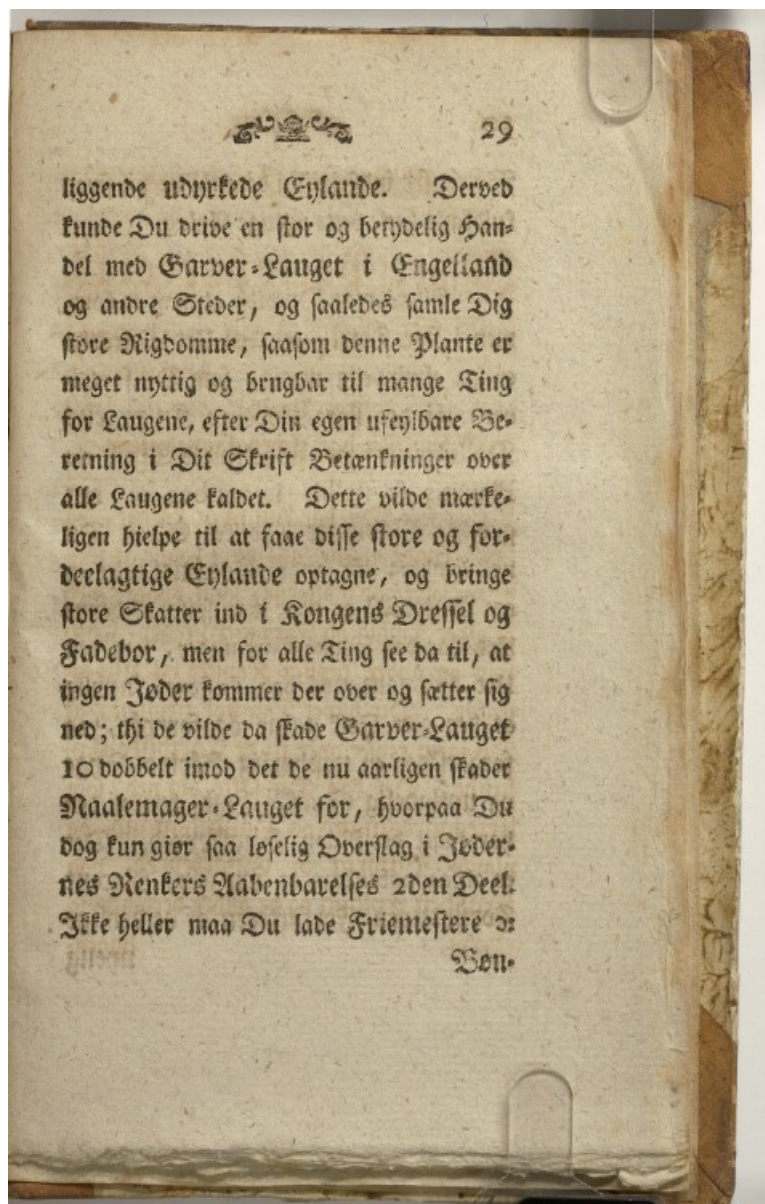 29
liggende udyrkede Eylande. Derved
kunde Du drive en stor og betydelig Han-
del med Garver-Lauget i Engelland
og andre Steder, og saaledes samle Dig
store Rigdomme, saasom denne Plante er
meget nyttig og brugbar til mange Ting
for Laugene, efter Din egen ufeylbare Be-
retning i Dit Skrift Betænkninger over
alle Laugene kaldet. Dette vilde mærke-
ligen hielpe til at faae disse store og for-
deelagtige Eylande optagne, og bringe
store Skatter ind i Kongens Dressel og
Fadebor, men for alle Ting see da til, at
ingen Jøder kommer der over og sætter sig
ned; thi de vilde da skade Garver-Lauget
10 dobbelt imod det de nu aarligen skader
Naalemager-Lauget for, hvorpaa Du
dog kun giør saa løselig Overslag i Jøder-
nes Renkers Aabenbarelses 2den Deel.
Ikke heller maa Du lade Friemestere ɔ:
Bøn-